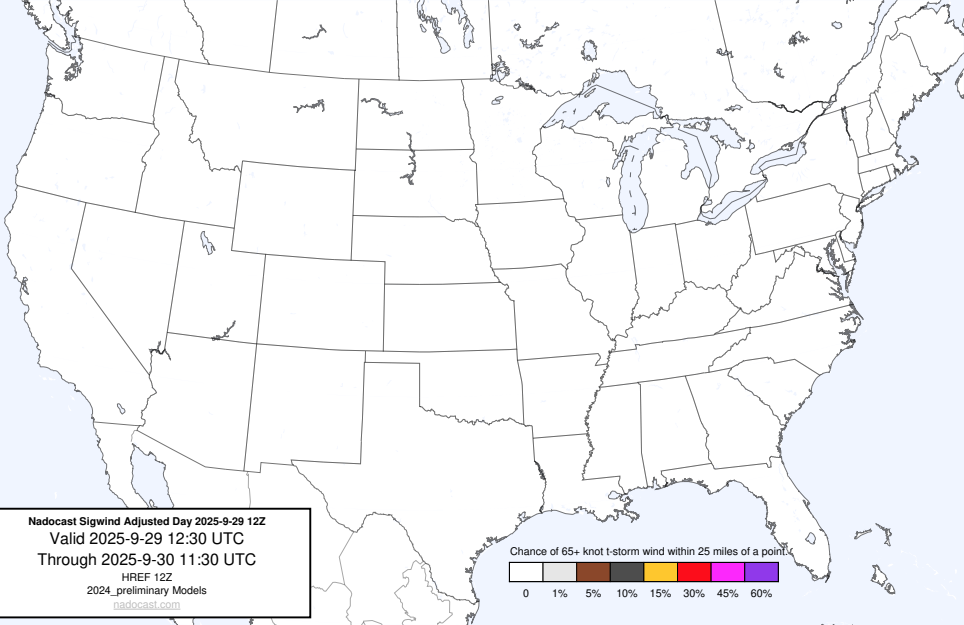 Nadocast Sigwind Adjusted Day 2025-9-29 12Z
Valid 2025-9-29 12:30 UTC
Through 2025-9-30 11:30 UTC
HREF 12Z
2024_preliminary Models
nadocast.com
Chance of 65+ knot t-storm wind within 25 miles of a point.
0 1% 5% 10% 15% 30% 45% 60%